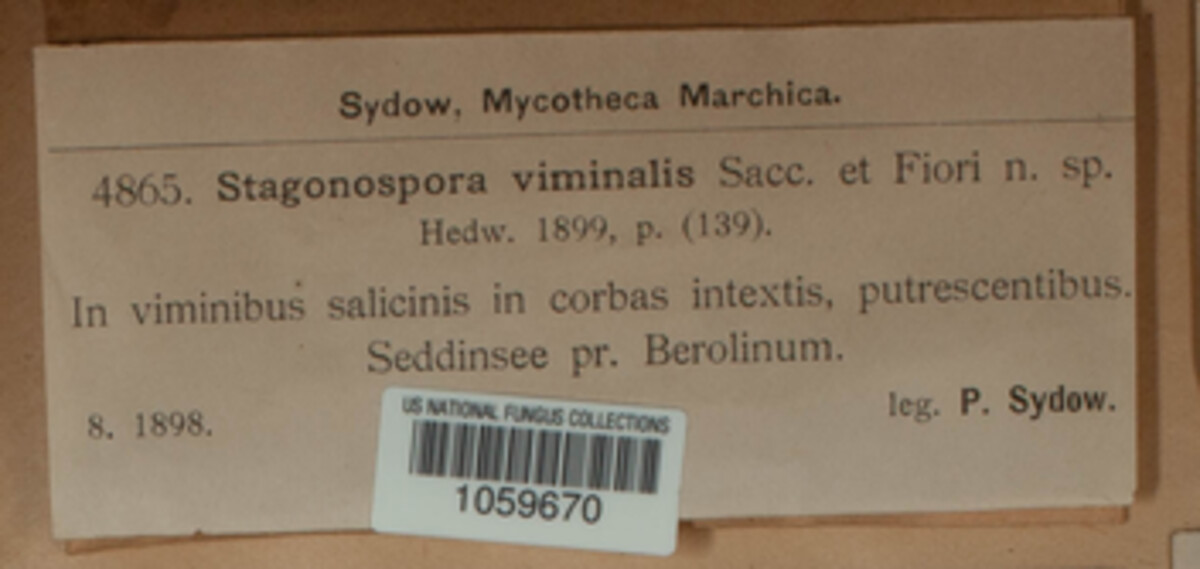 Sydow, Mycotheca Marchica.
4865. Stagonospora viminalis Sacc. et Fiori n. sp.
Hedw. 1899, p. (139).
In viminibus salicinis in corbas intextis, putrescentibus.
Seddinsee pr. Berolinum.
8. 1898.
leg. P. Sydow.
US NATIONAL FUNGUS COLLECTIONS
1059670